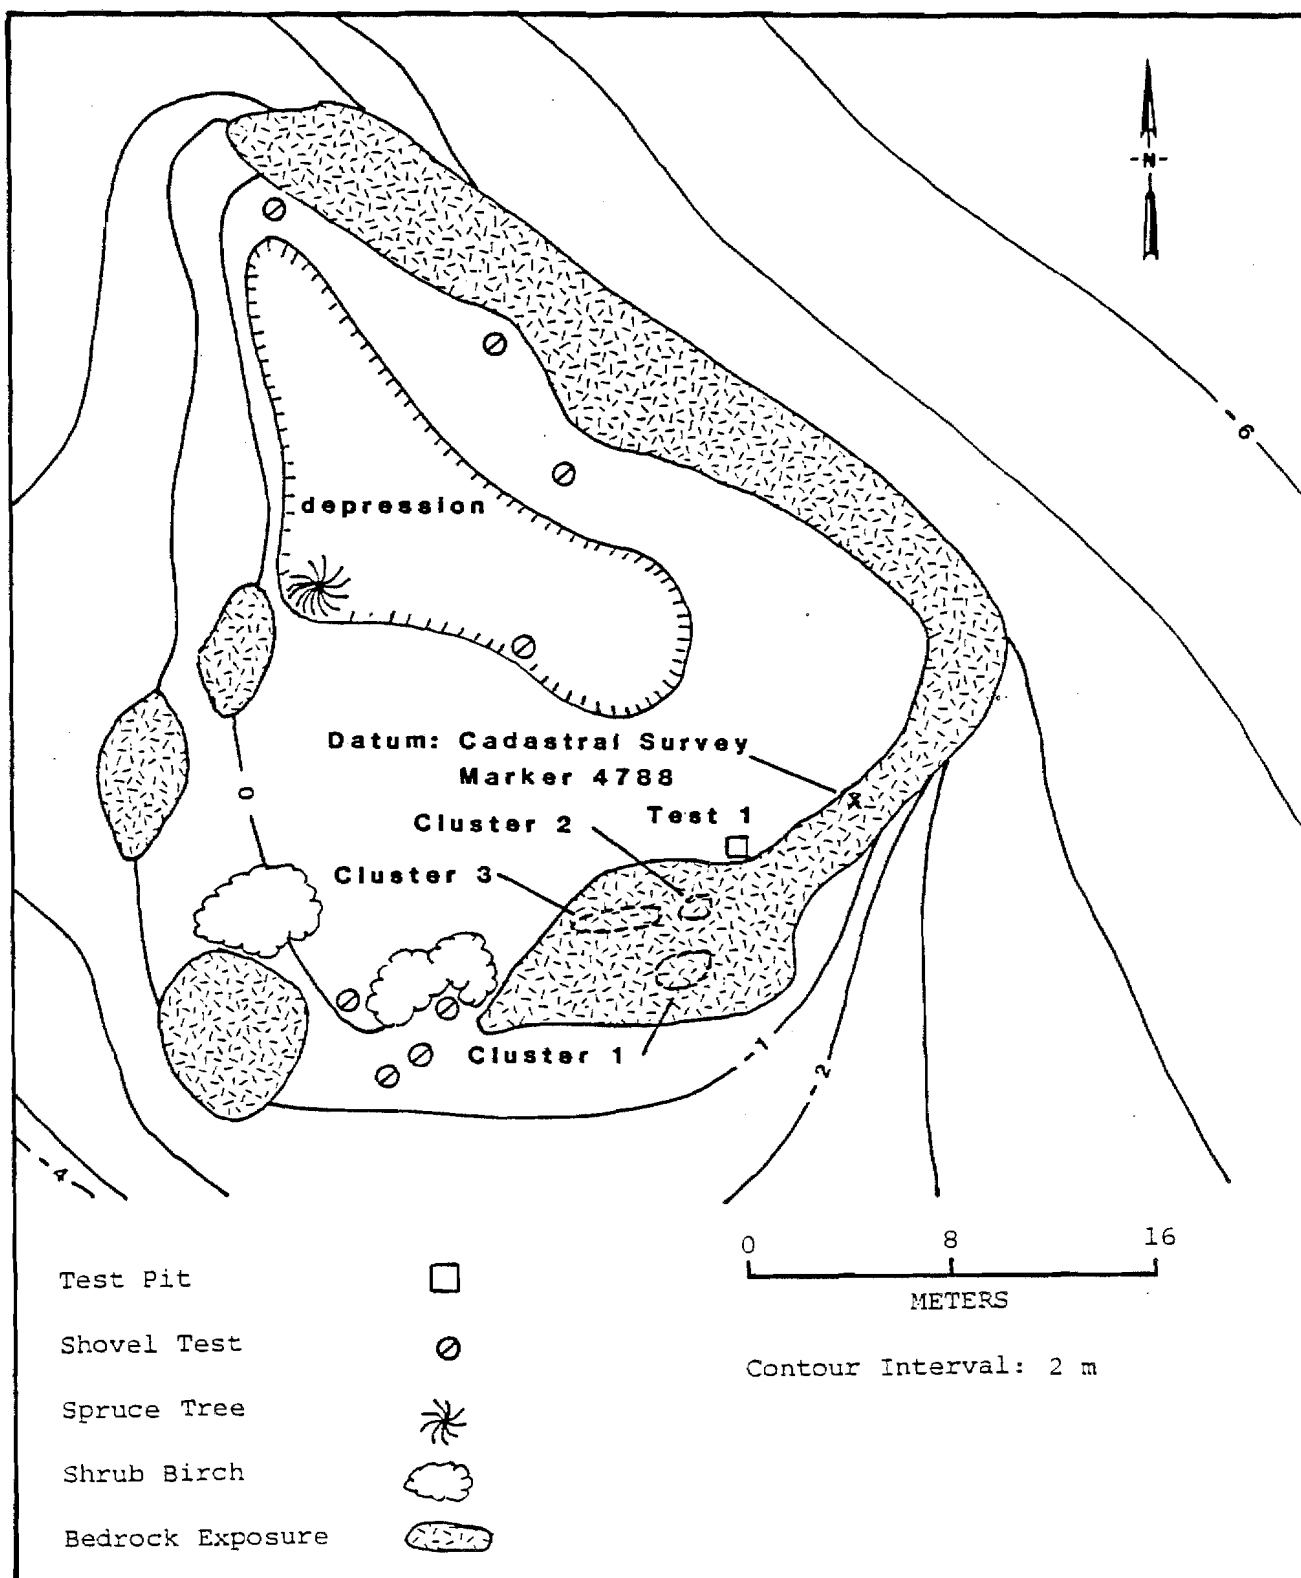 -N-
-6
depression
Datum: Cadastral Survey
Marker 4788
0
Test 1
Cluster 2
Cluster 3
x
Cluster 1
-1
-2
-4
0 8 16
METERS
Contour Interval: 2 m
Test Pit
Shovel Test
Spruce Tree
Shrub Birch
Bedrock Exposure